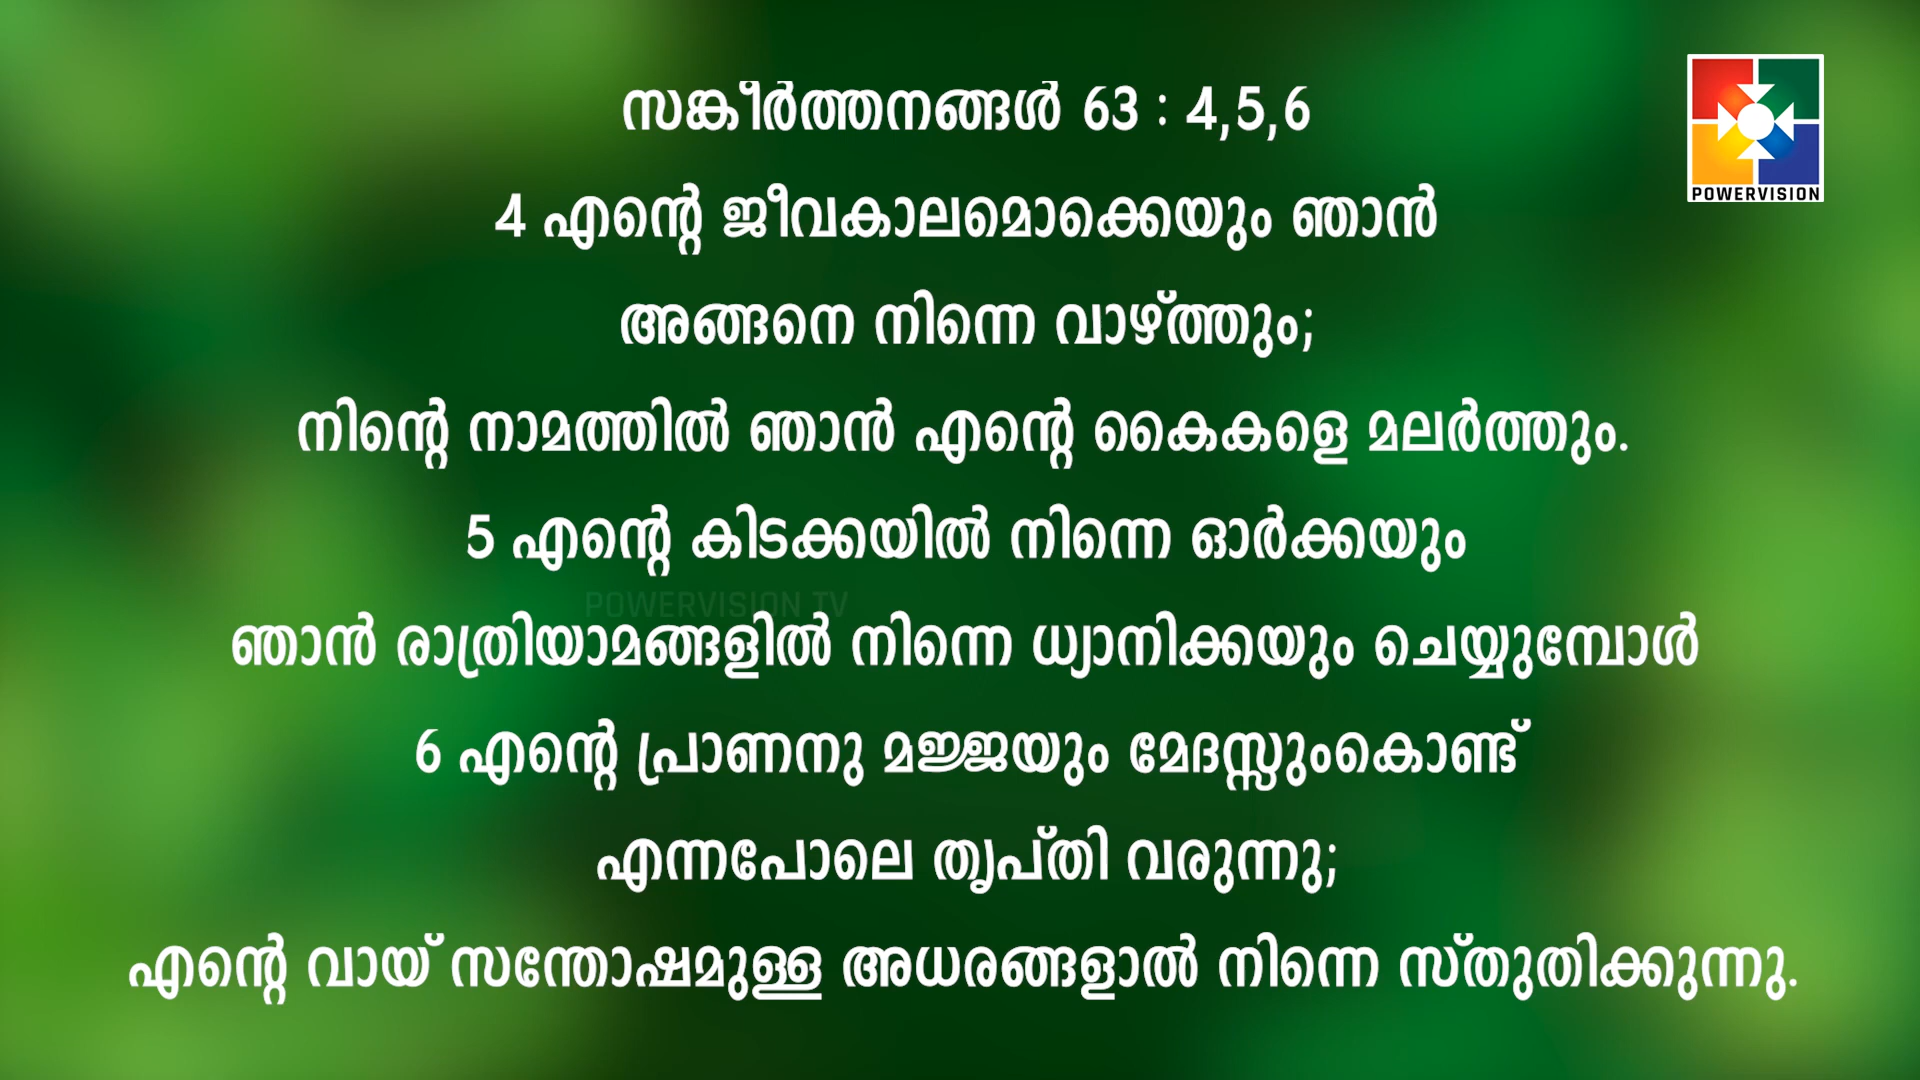 സങ്കീർത്തനങ്ങൾ 63 : 4,5,6
POWERVISION
4 എന്റെ ജീവകാലമൊക്കെയും ഞാൻ
അങ്ങനെ നിന്നെ വാഴ്ത്തും;
നിന്റെ നാമത്തിൽ ഞാൻ എന്റെ കൈകളെ മലർത്തും.
5 എന്റെ കിടക്കയിൽ നിന്നെ ഓർക്കയും
POWERVISION TV
ഞാൻ രാത്രിയാമങ്ങളിൽ നിന്നെ ധ്യാനിക്കയും ചെയ്യുമ്പോൾ
6 എന്റെ പ്രാണനു മജ്ജയും മേദസ്സുംകൊണ്ട്
എന്നപോലെ തൃപ്തി വരുന്നു;
എന്റെ വായ് സന്തോഷമുള്ള അധരങ്ങളാൽ നിന്നെ സ്തുതിക്കുന്നു.